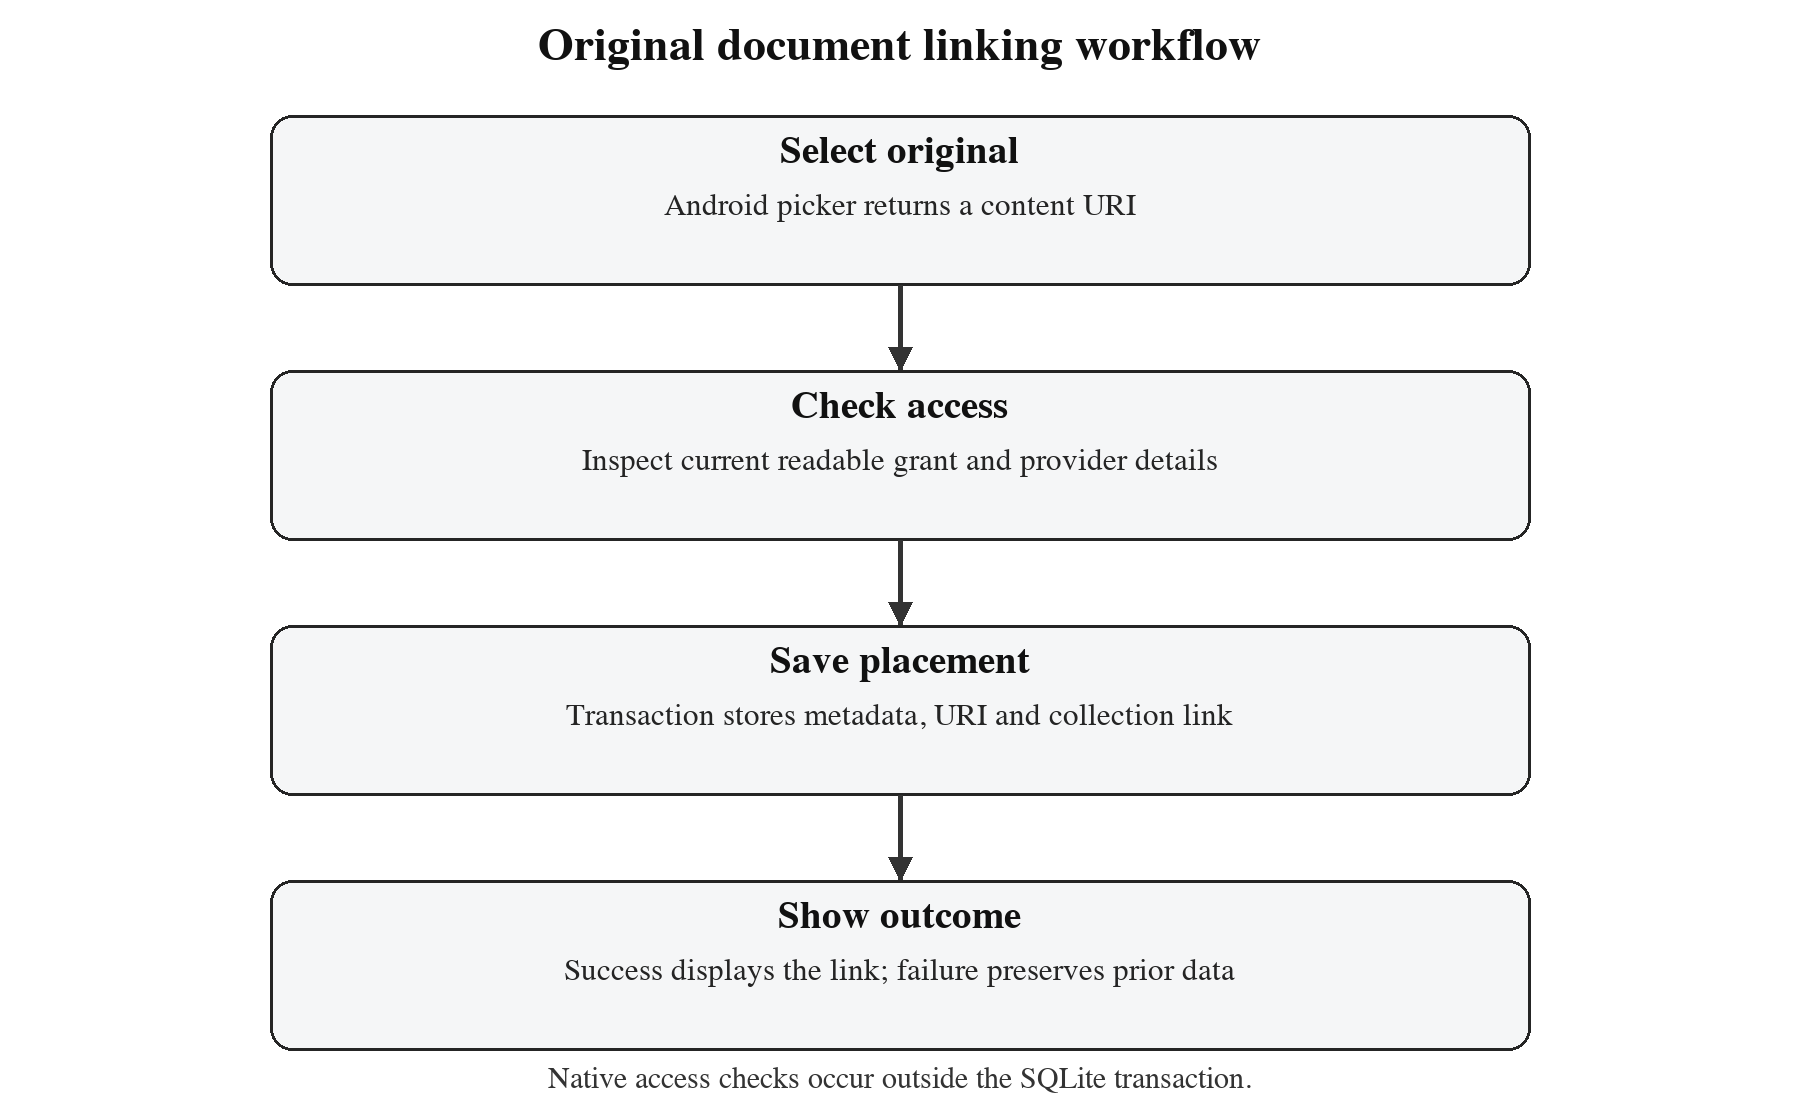 Original document linking workflow
Select original
Android picker returns a content URI
Check access
Inspect current readable grant and provider details
Save placement
Transaction stores metadata, URI and collection link
Show outcome
Success displays the link; failure preserves prior data
Native access checks occur outside the SQLite transaction.